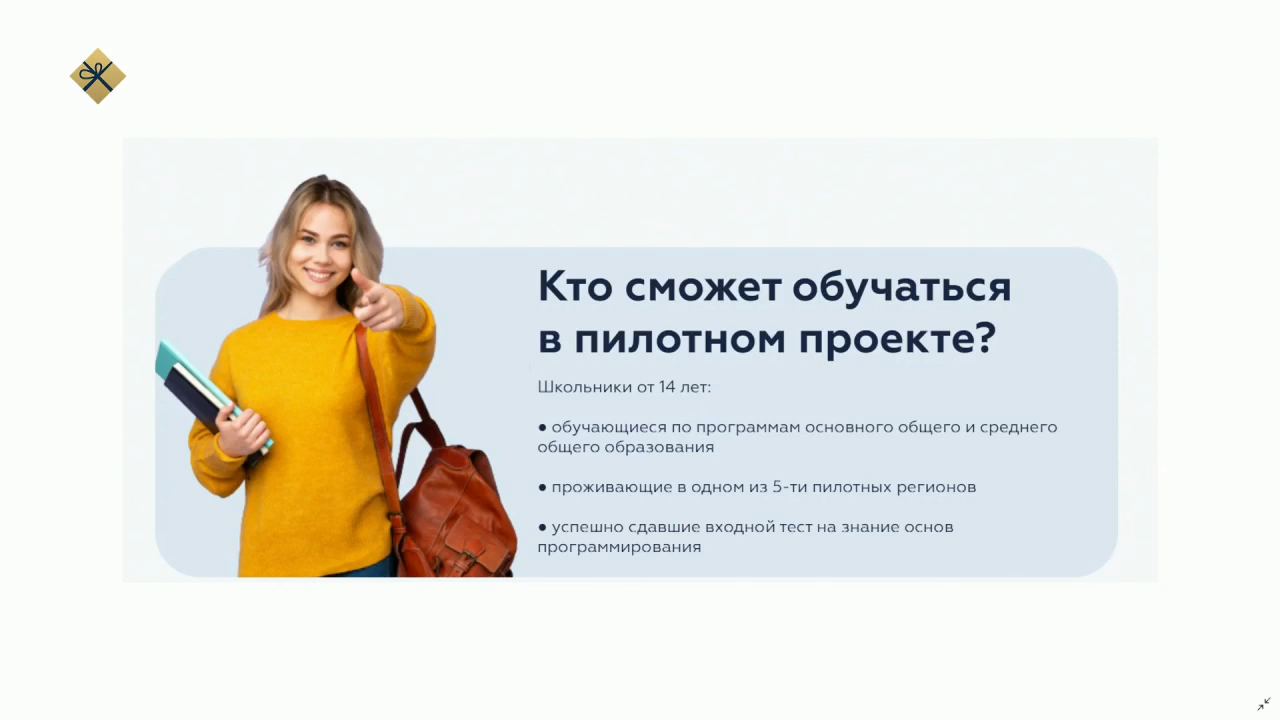 Кто сможет обучаться
в пилотном проекте?
Школьники от 14 лет:
● обучающиеся по программам основного общего и среднего
общего образования
● проживающие в одном из 5-ти пилотных регионов
● успешно сдавшие входной тест на знание основ
программирования